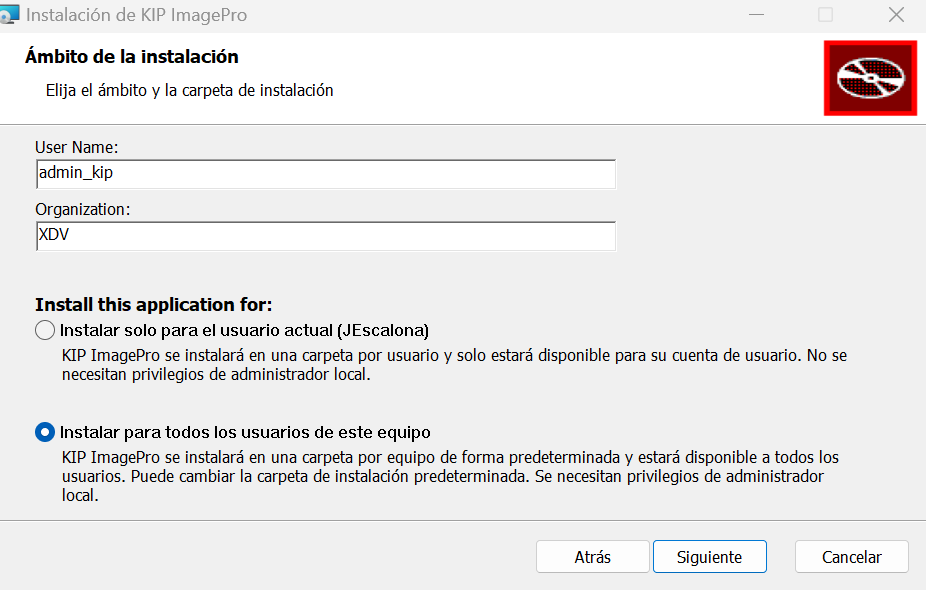 Instalación de KIP ImagePro
Ámbito de la instalación
Elija el ámbito y la carpeta de instalación
User Name:
admin_kip
Organization:
XDV
Install this application for:
Instalar solo para el usuario actual (JEscalona)
KIP ImagePro se instalará en una carpeta por usuario y solo estará disponible para su cuenta de usuario. No se
necesitan privilegios de administrador local.
Instalar para todos los usuarios de este equipo
KIP ImagePro se instalará en una carpeta por equipo de forma predeterminada y estará disponible a todos los
usuarios. Puede cambiar la carpeta de instalación predeterminada. Se necesitan privilegios de administrador
local.
Atrás
Siguiente
Cancelar